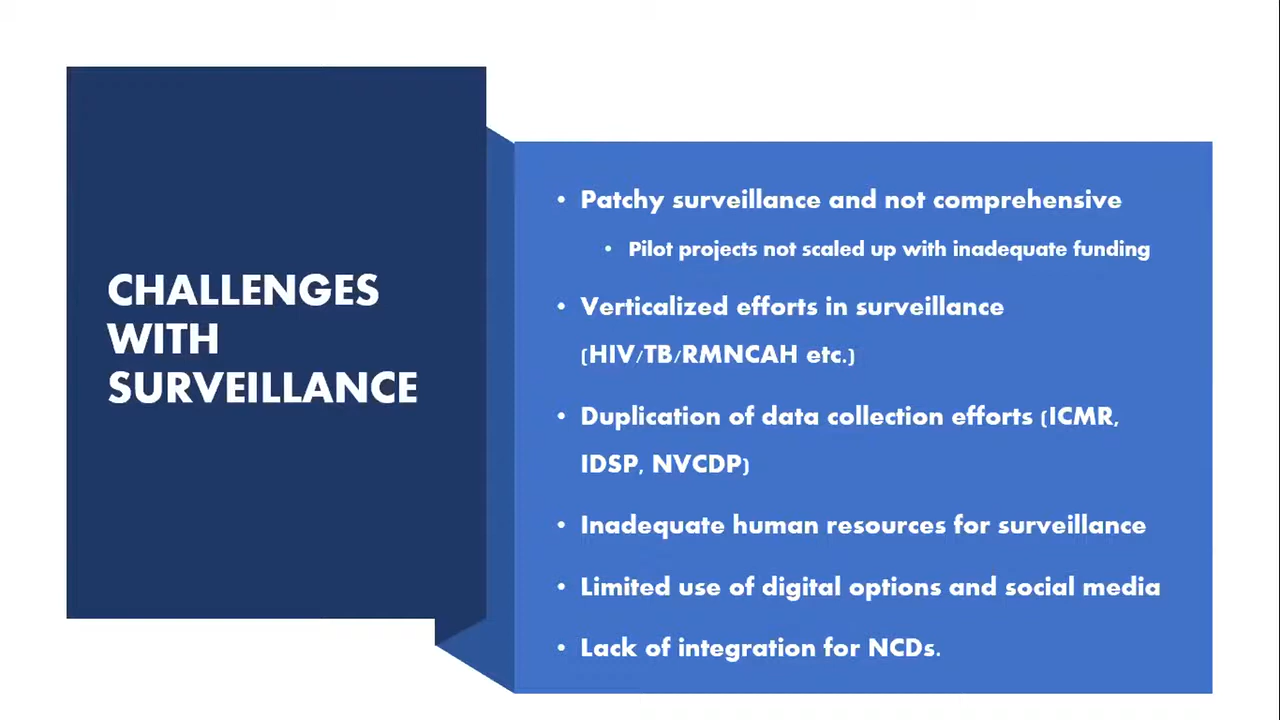 CHALLENGES
WITH
SURVEILLANCE
• Patchy surveillance and not comprehensive
• Pilot projects not scaled up with inadequate funding
• Verticalized efforts in surveillance
(HIV/TB/RMNCAH etc.)
• Duplication of data collection efforts (ICMR,
IDSP, NVCDP)
• Inadequate human resources for surveillance
• Limited use of digital options and social media
• Lack of integration for NCDs.